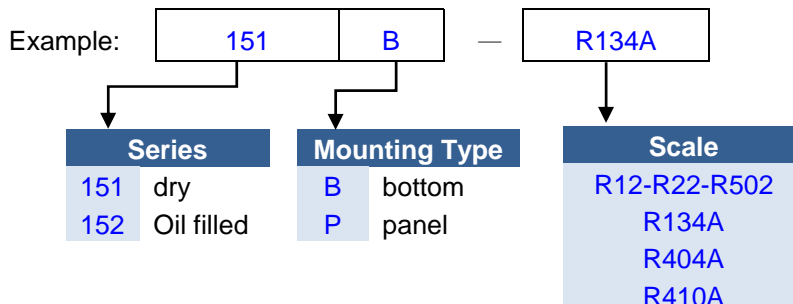 Example: 151 B — R134A
Series
151 dry
152 Oil filled
Mounting Type
B bottom
P panel
Scale
R12-R22-R502
R134A
R404A
R410A